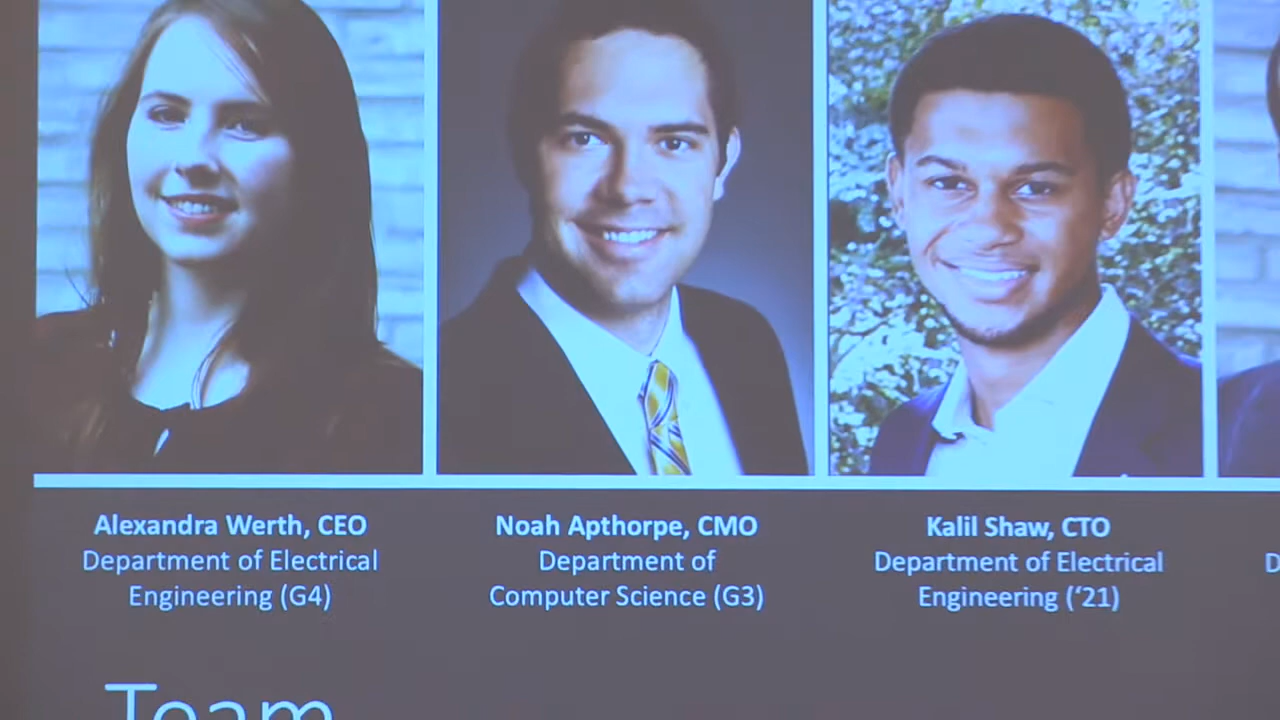 Alexandra Werth, CEO
Department of Electrical
Engineering (G4)
Noah Apthorpe, CMO
Department of
Computer Science (G3)
Kalil Shaw, CTO
Department of Electrical
Engineering (‘21)
D
Team